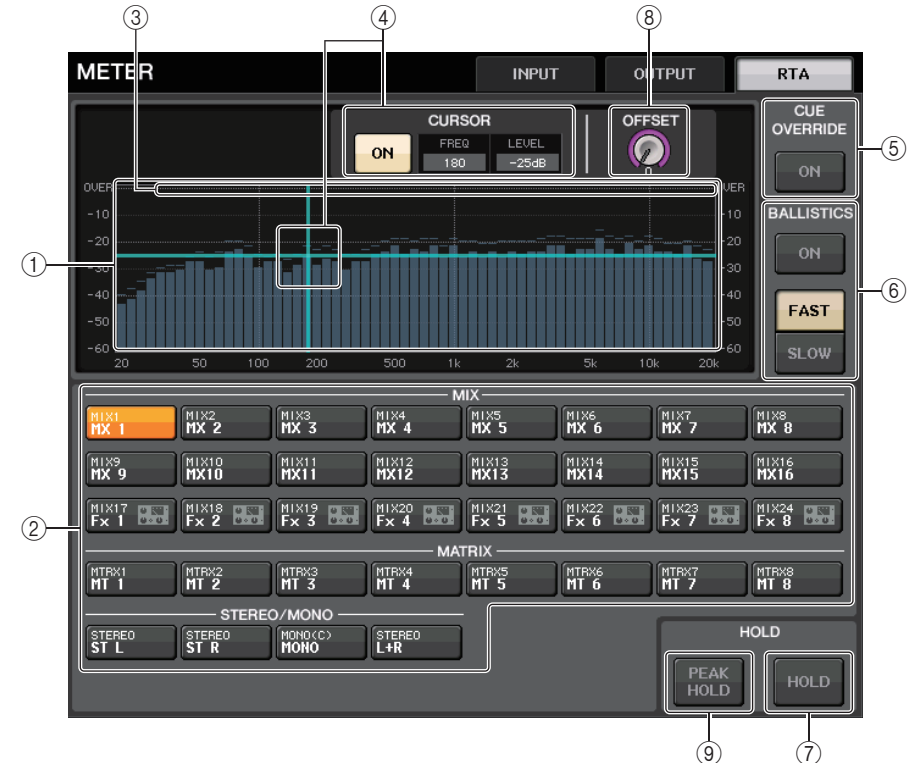 ③ ④ ⑧
METER INPUT OUTPUT RTA
CURSOR OFFSET CUE OVERRIDE
ON FREQ 180 LEVEL -25dB ON ⑤
OVER
-10 -10 BALLISTICS
-20 -20 ON
① -30 -30 ⑥
-40 -40 FAST
-50 -50
-60 -60 SLOW
20 50 100 200 500 1k 2k 5k 10k 20k
MIX
MIX1 MIX2 MIX3 MIX4 MIX5 MIX6 MIX7 MIX8
MX 1 MX 2 MX 3 MX 4 MX 5 MX 6 MX 7 MX 8
MIX9 MIX10 MIX11 MIX12 MIX13 MIX14 MIX15 MIX16
MX 9 MX10 MX11 MX12 MX13 MX14 MX15 MX16
MIX17 MIX18 MIX19 MIX20 MIX21 MIX22 MIX23 MIX24
② Fx 1 Fx 2 Fx 3 Fx 4 Fx 5 Fx 6 Fx 7 Fx 8
MATRIX
MTRX1 MTRX2 MTRX3 MTRX4 MTRX5 MTRX6 MTRX7 MTRX8
MT 1 MT 2 MT 3 MT 4 MT 5 MT 6 MT 7 MT 8
STEREO/MONO
STEREO STEREO MONO(C) STEREO
ST L ST R MONO L+R
HOLD
PEAK HOLD HOLD
⑨ ⑦